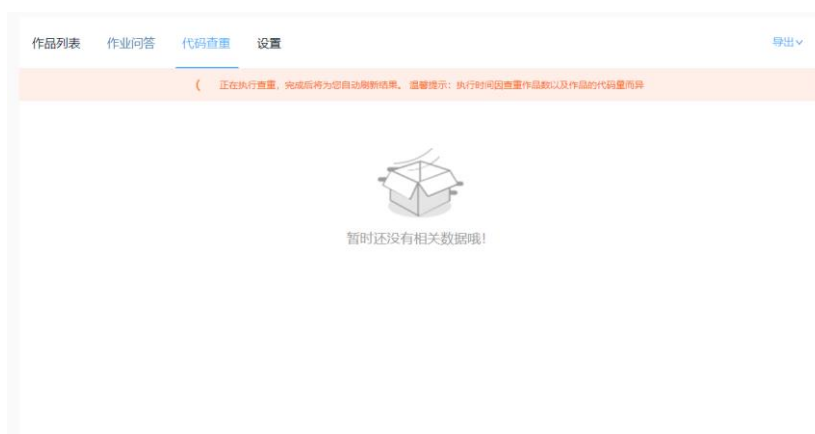 作品列表 作业问答 代码查重 设置 导出
正在执行查重，完成后将为您自动刷新结果。 温馨提示：执行时间因查重作品数以及作品的代码量而异
暂时还没有相关数据哦！